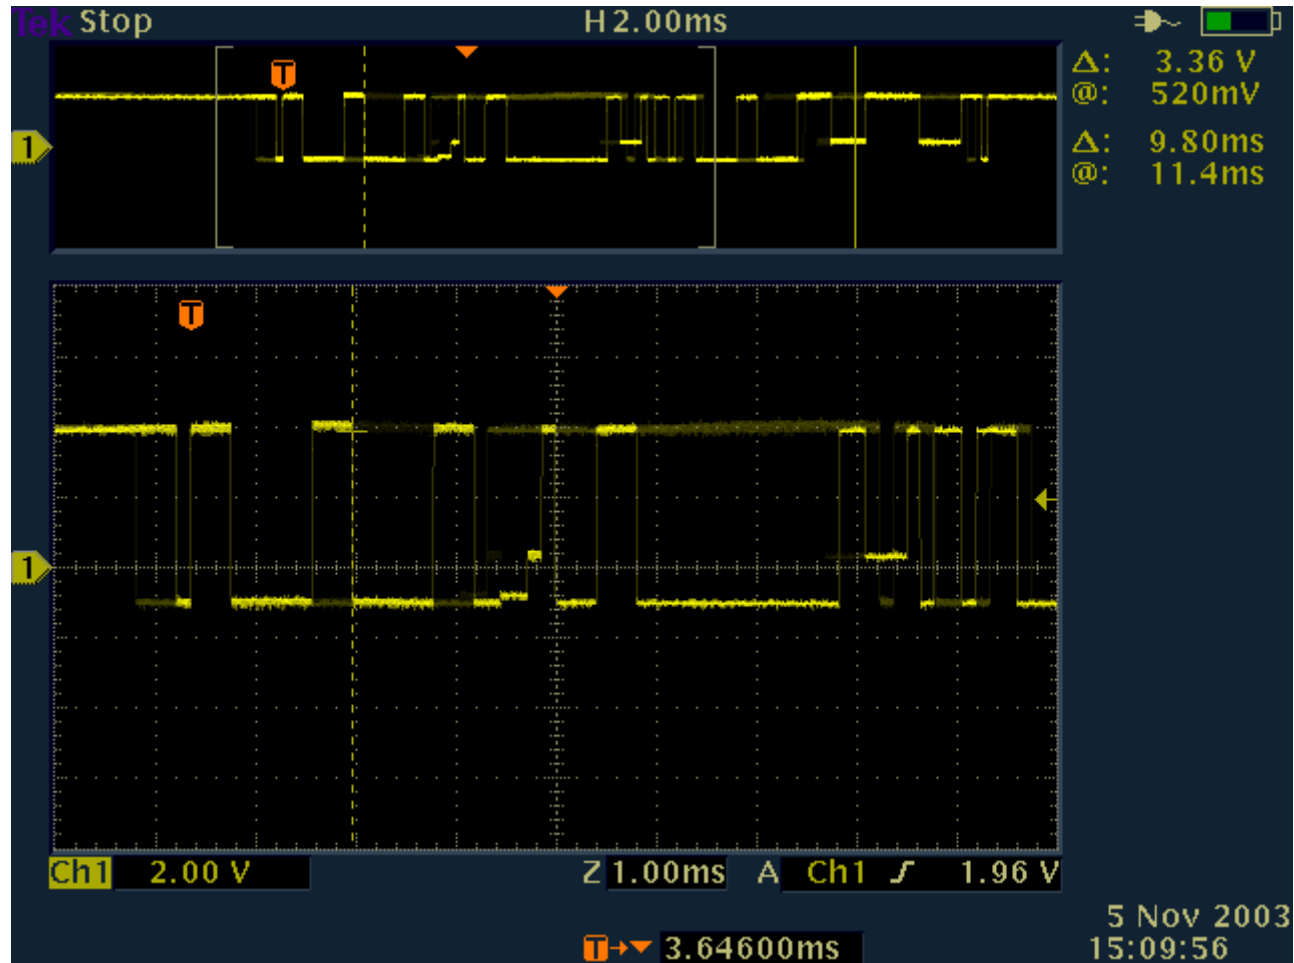 Tek Stop H 2.00ms
T
1
Δ: 3.36 V
@: 520mV
Δ: 9.80ms
@: 11.4ms
T
1
Ch1 2.00 V Z 1.00ms A Ch1 1.96 V
T 3.64600ms
5 Nov 2003
15:09:56